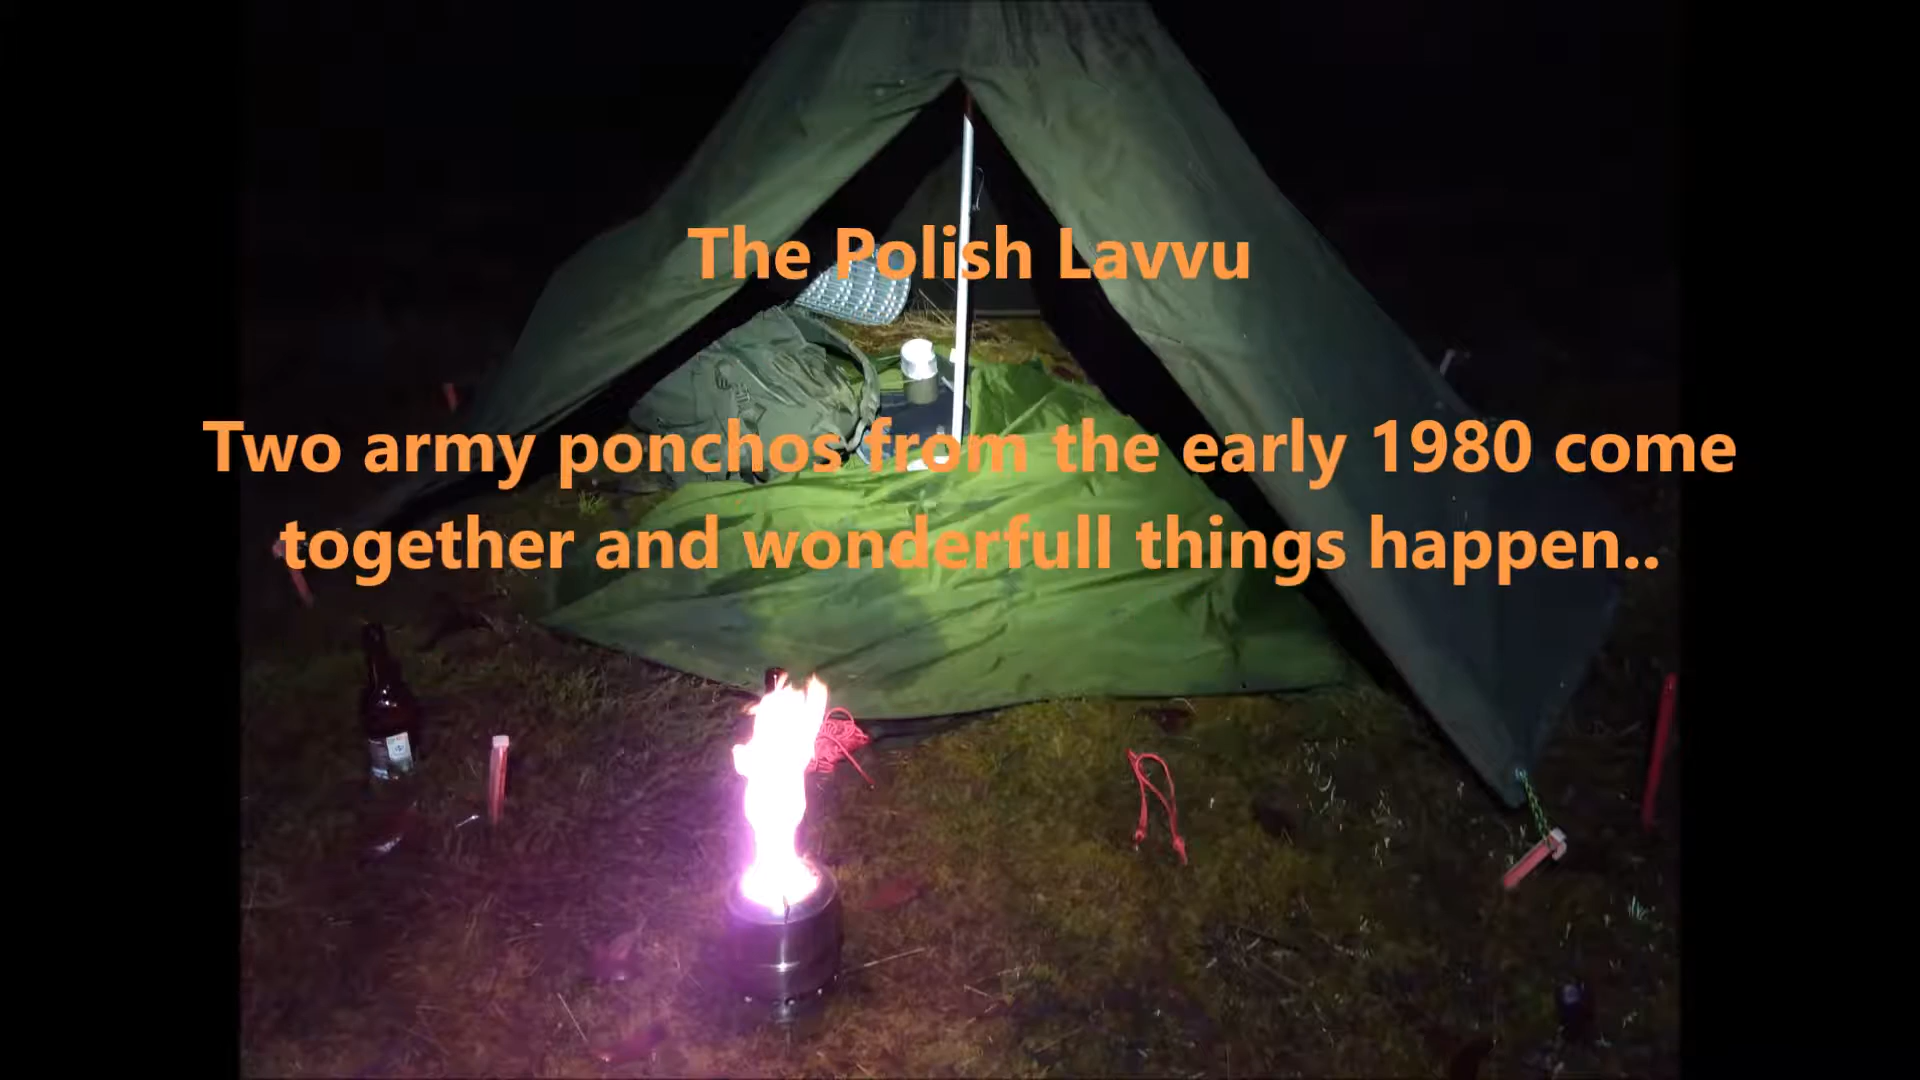 The Polish Lavvu
Two army ponchos from the early 1980 come
together and wonderfull things happen..